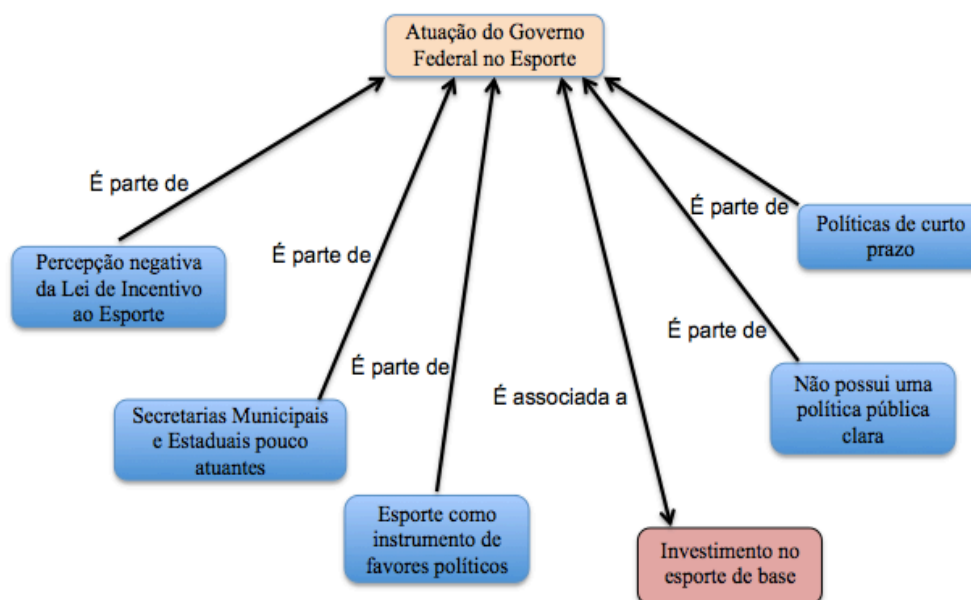 Atuação do Governo
Federal no Esporte
É parte de
É parte de
É parte de
É associada a
É parte de
É parte de
Percepção negativa
da Lei de Incentivo
ao Esporte
Secretarias Municipais
e Estaduais pouco
atuantes
Esporte como
instrumento de
favores políticos
Investimento no
esporte de base
Não possui uma
política pública
clara
Políticas de curto
prazo